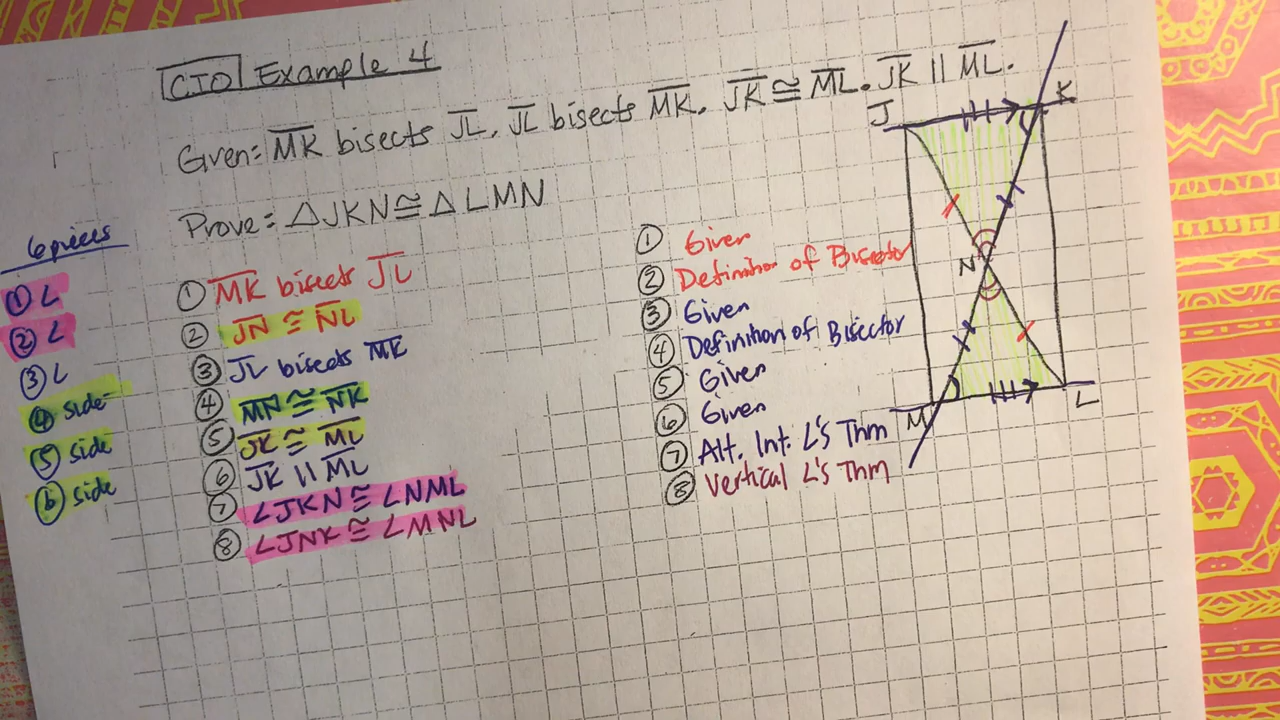 CIO Example 4
Given: MK bisects JL. JL bisects MK. JK ≅ ML. JK || ML.
Prove: △JKN ≅ △LMN
6 pieces
① ∠
② ∠
③ ∠
④ side
⑤ side
⑥ side
① MK bisects JL
② JN ≅ NL
③ JL bisects MK
④ MN ≅ NK
⑤ JK ≅ ML
⑥ JK || ML
⑦ ∠JKN ≅ ∠NML
⑧ ∠JNK ≅ ∠MNL
① Given
② Definition of Bisector
③ Given
④ Definition of Bisector
⑤ Given
⑥ Given
⑦ Alt. Int. ∠'s Thm
⑧ Vertical ∠'s Thm
J
K
N
M
L